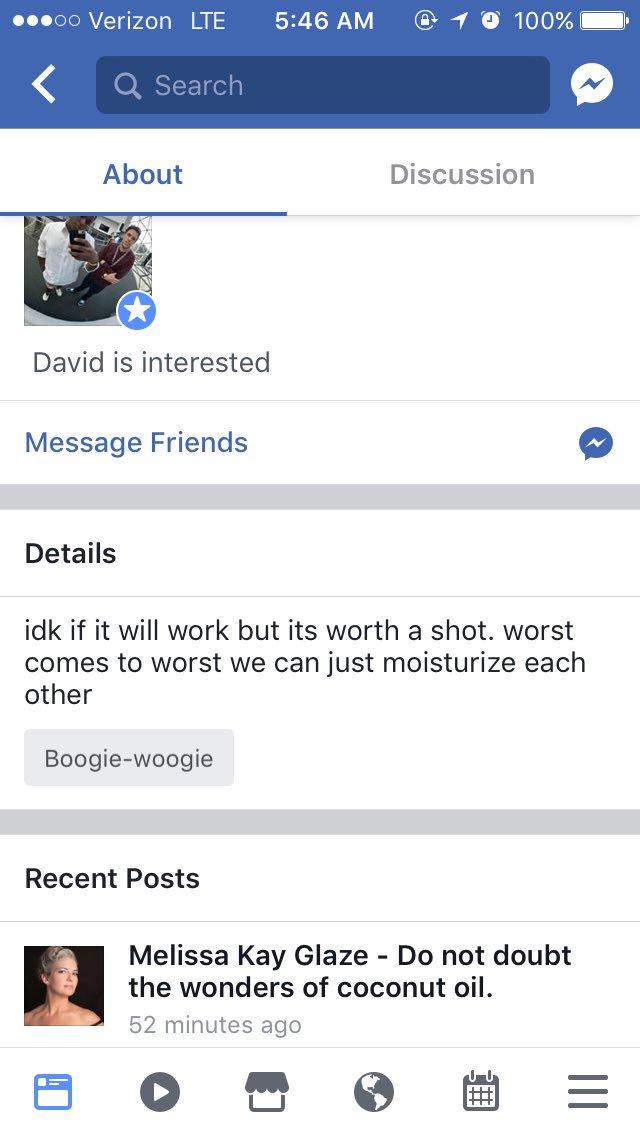 Verizon LTE 5:46 AM 100%
Search
About Discussion
David is interested
Message Friends
Details
idk if it will work but its worth a shot. worst
comes to worst we can just moisturize each
other
Boogie-woogie
Recent Posts
Melissa Kay Glaze - Do not doubt
the wonders of coconut oil.
52 minutes ago